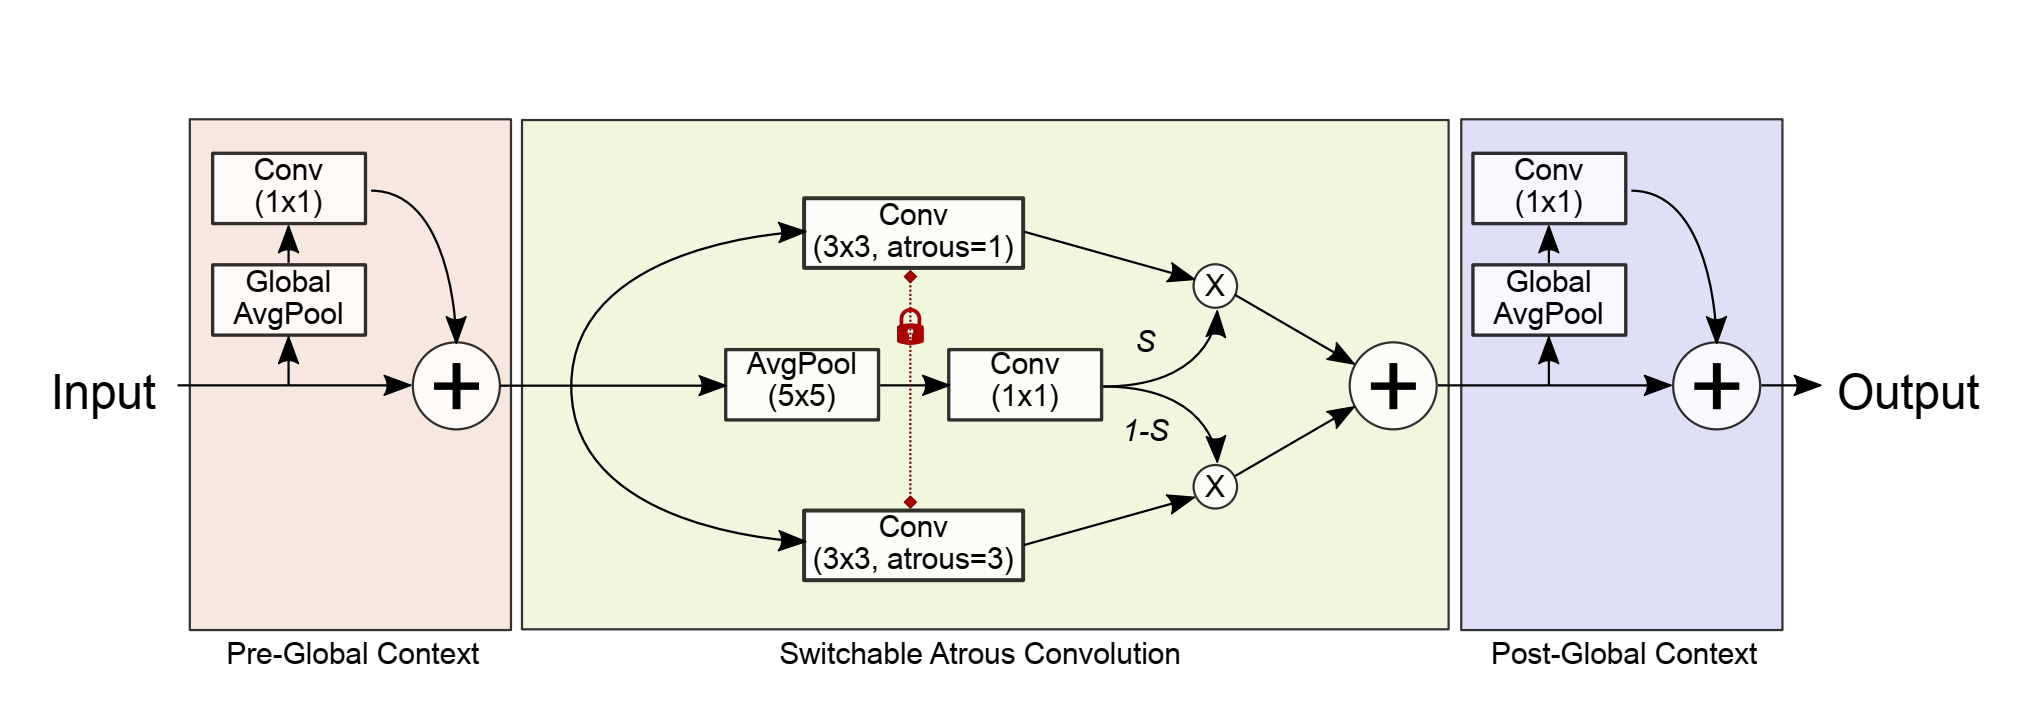 Input
Conv
(1x1)
Global
AvgPool
+
Pre-Global Context
Conv
(3x3, atrous=1)
AvgPool
(5x5)
Conv
(1x1)
S
1-S
X
X
Conv
(3x3, atrous=3)
+
Switchable Atrous Convolution
Conv
(1x1)
Global
AvgPool
+
Post-Global Context
Output